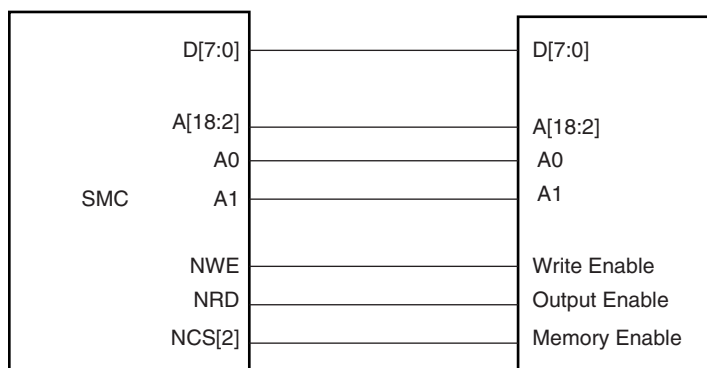 D[7:0] D[7:0]
A[18:2] A[18:2]
A0 A0
SMC A1 A1
NWE Write Enable
NRD Output Enable
NCS[2] Memory Enable